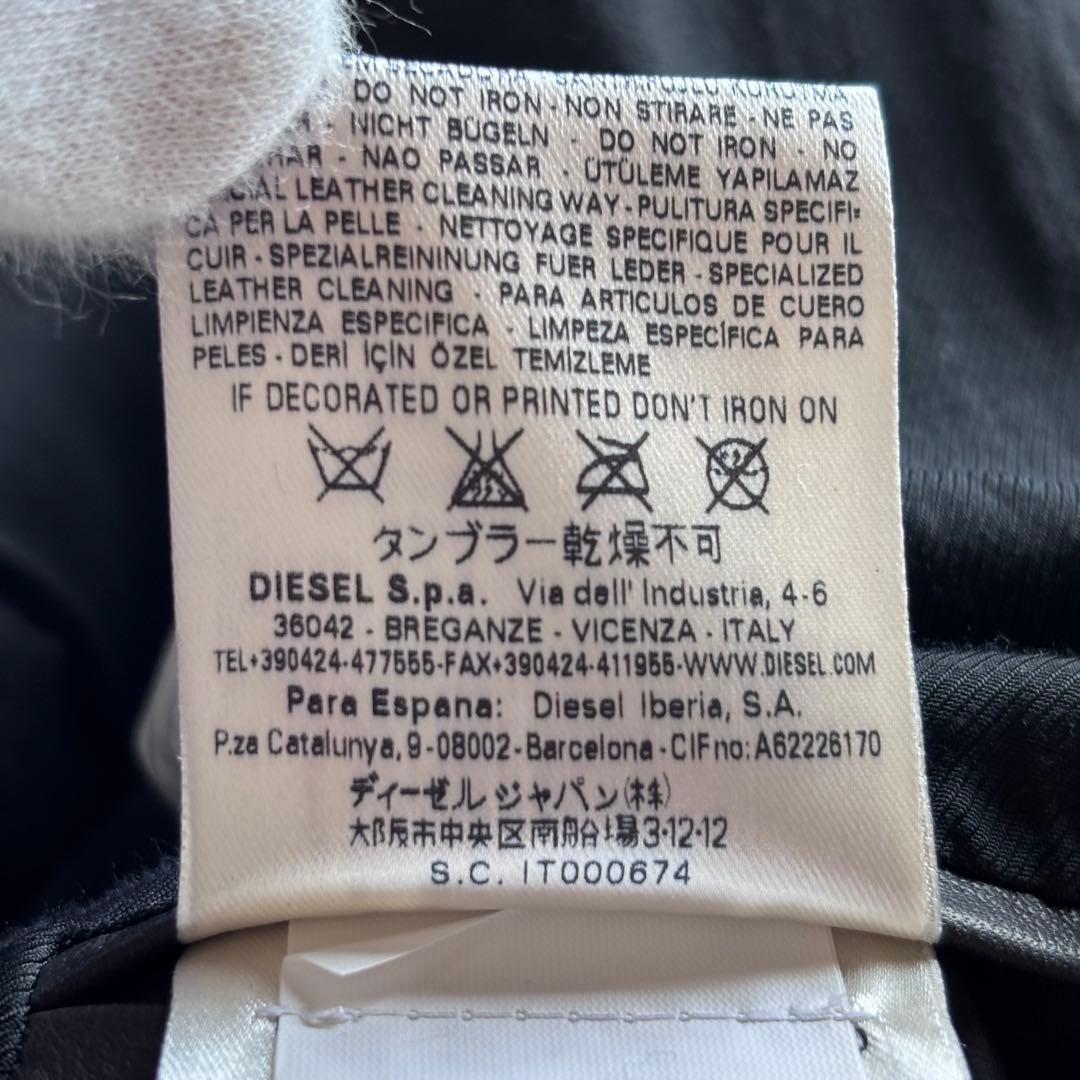 DO NOT IRON - NON STIRARE - NE PAS
- NICHT BÜGELN - DO NOT IRON - NO
- NAO PASSAR - ÜTÜLEME YAPILAMAZ
LEATHER CLEANING WAY - PULITURA SPECIFI-
CA PER LA PELLE - NETTOYAGE SPECIFIQUE POUR IL
CUIR - SPEZIALREININUNG FUER LEDER - SPECIALIZED
LEATHER CLEANING - PARA ARTICULOS DE CUERO
LIMPIENZA ESPECIFICA - LIMPEZA ESPECÍFICA PARA
PELES - DERİ İÇİN ÖZEL TEMIZLEME
IF DECORATED OR PRINTED DON'T IRON ON
タンブラー乾燥不可
DIESEL S.p.a. Via dell' Industria, 4-6
36042 - BREGANZE - VICENZA - ITALY
TEL+390424-477555-FAX+390424-411955-WWW.DIESEL.COM
Para Espana: Diesel Iberia, S.A.
P.za Catalunya, 9-08002-Barcelona-CIFno: A62226170
ディーゼル ジャパン(株)
大阪市中央区南船場3-12-12
S.C. IT000674